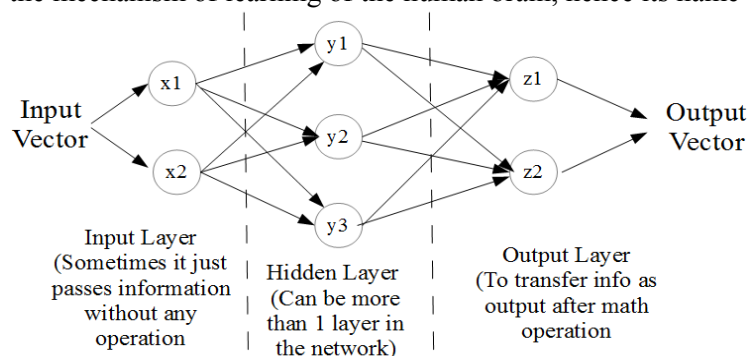 the mechanism of learning of the human brain, hence its name
y1
x1
z1
Input
Vector
Output
Vector
y2
x2
z2
y3
Input Layer
(Sometimes it just
passes information
without any
operation
Hidden Layer
(Can be more
than 1 layer in
the network)
Output Layer
(To transfer info as
output after math
operation